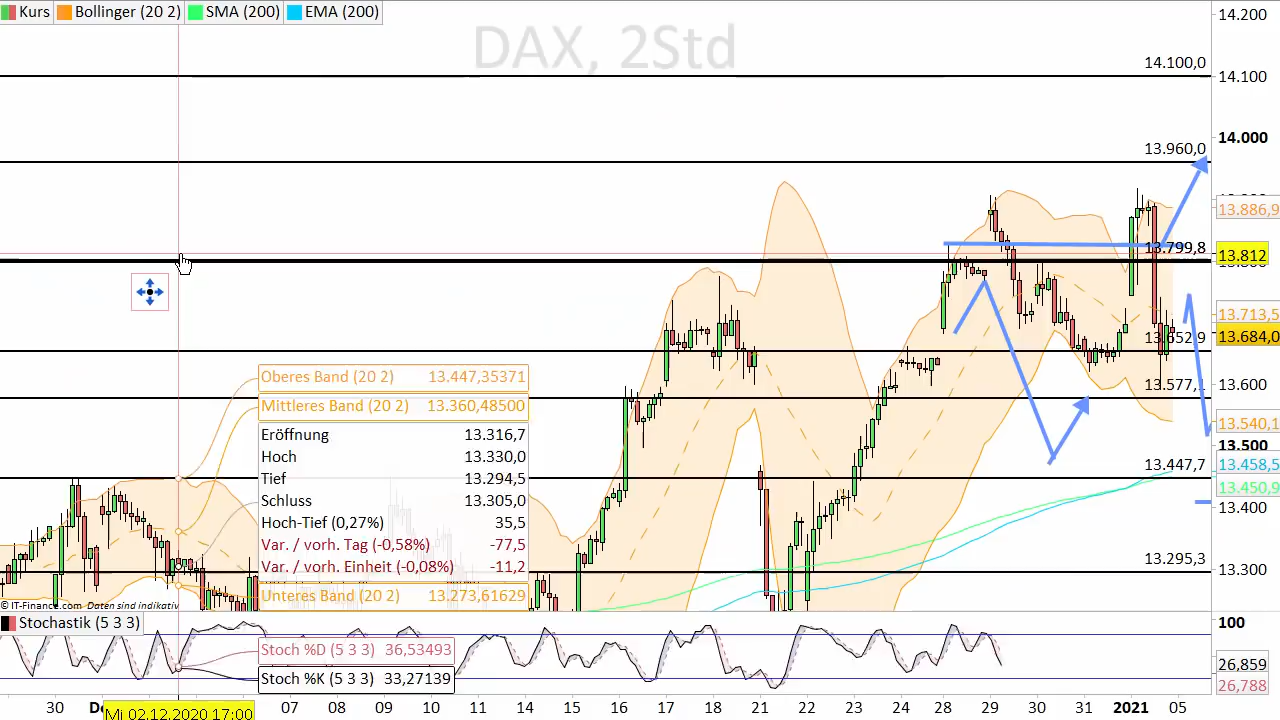 Kurs Bollinger (20 2) SMA (200) EMA (200)
DAX, 2Std
14.200
14.100,0
14.100
14.000
13.960,0
13.886,9
13.799,8
13.812
13.713,5
13.652,9
13.684,0
13.577,
13.600
13.540,1
13.500
13.447,7
13.458,5
13.450,9
13.400
13.295,3
13.300
Oberes Band (20 2) 13.447,35371
Mittleres Band (20 2) 13.360,48500
Eröffnung 13.316,7
Hoch 13.330,0
Tief 13.294,5
Schluss 13.305,0
Hoch-Tief (0,27%) 35,5
Var. / vorh. Tag (-0,58%) -77,5
Var. / vorh. Einheit (-0,08%) -11,2
Unteres Band (20 2) 13.273,61629
© IT-Finance.com Daten sind indikativ
Stochastik (5 3 3)
100
Stoch %D (5 3 3) 36,53493
Stoch %K (5 3 3) 33,27139
26,859
26,788
30 Mi 02.12.2020 17:00 07 08 09 10 11 14 15 16 17 18 21 22 23 24 28 29 30 31 2021 05